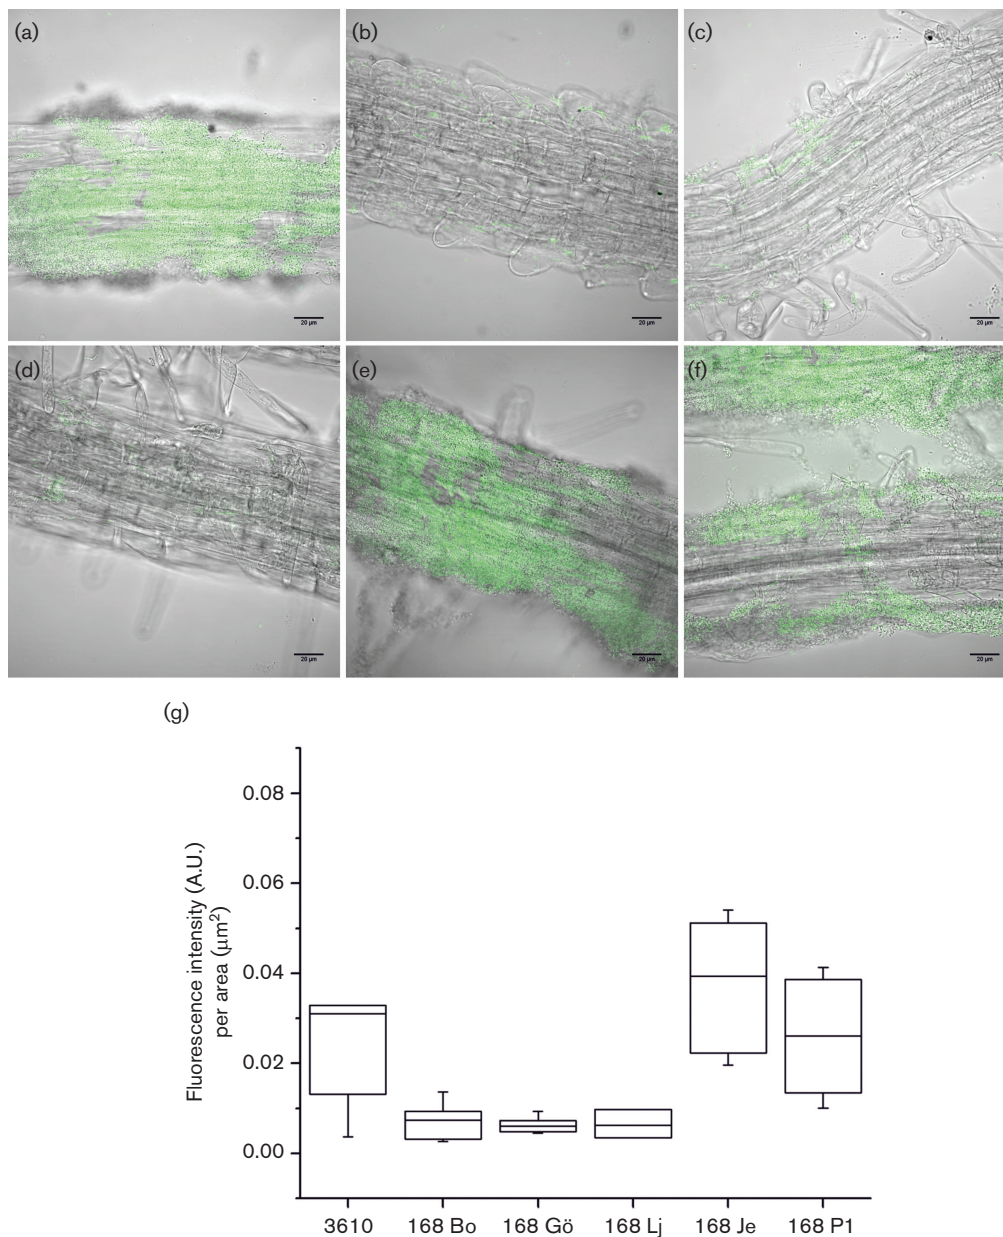 (a)
(b)
(c)
20 µm
20 µm
20 µm
(d)
(e)
(f)
20 µm
20 µm
20 µm
(g)
Fluorescence intensity (A.U.)
per area (µm²)
0.08
0.06
0.04
0.02
0.00
3610 168 Bo 168 Gö 168 Lj 168 Je 168 P1